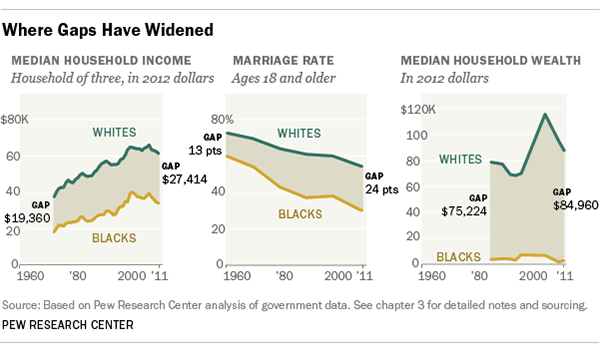 Where Gaps Have Widened
MEDIAN HOUSEHOLD INCOME
Household of three, in 2012 dollars
$80K
60
40
20
0
WHITES
GAP
$19,360
GAP
$27,414
BLACKS
1960 '80 2000 '11
MARRIAGE RATE
Ages 18 and older
80%
GAP
13 pts
40
20
0
WHITES
GAP
24 pts
BLACKS
1960 '80 2000 '11
MEDIAN HOUSEHOLD WEALTH
In 2012 dollars
$120K
100
80
60
40
20
0
WHITES
GAP
$75,224
GAP
$84,960
BLACKS
1960 '80 2000 '11
Source: Based on Pew Research Center analysis of government data. See chapter 3 for detailed notes and sourcing.
PEW RESEARCH CENTER